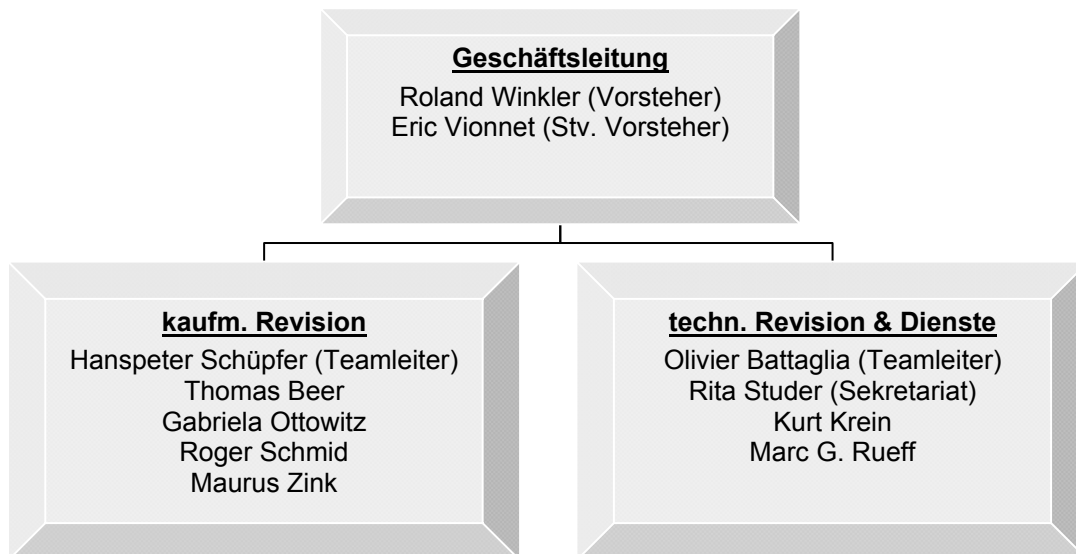 Geschäftsleitung
Roland Winkler (Vorsteher)
Eric Vionnet (Stv. Vorsteher)
kaufm. Revision
Hanspeter Schüpfer (Teamleiter)
Thomas Beer
Gabriela Ottowitz
Roger Schmid
Maurus Zink
techn. Revision & Dienste
Olivier Battaglia (Teamleiter)
Rita Studer (Sekretariat)
Kurt Krein
Marc G. Rueff